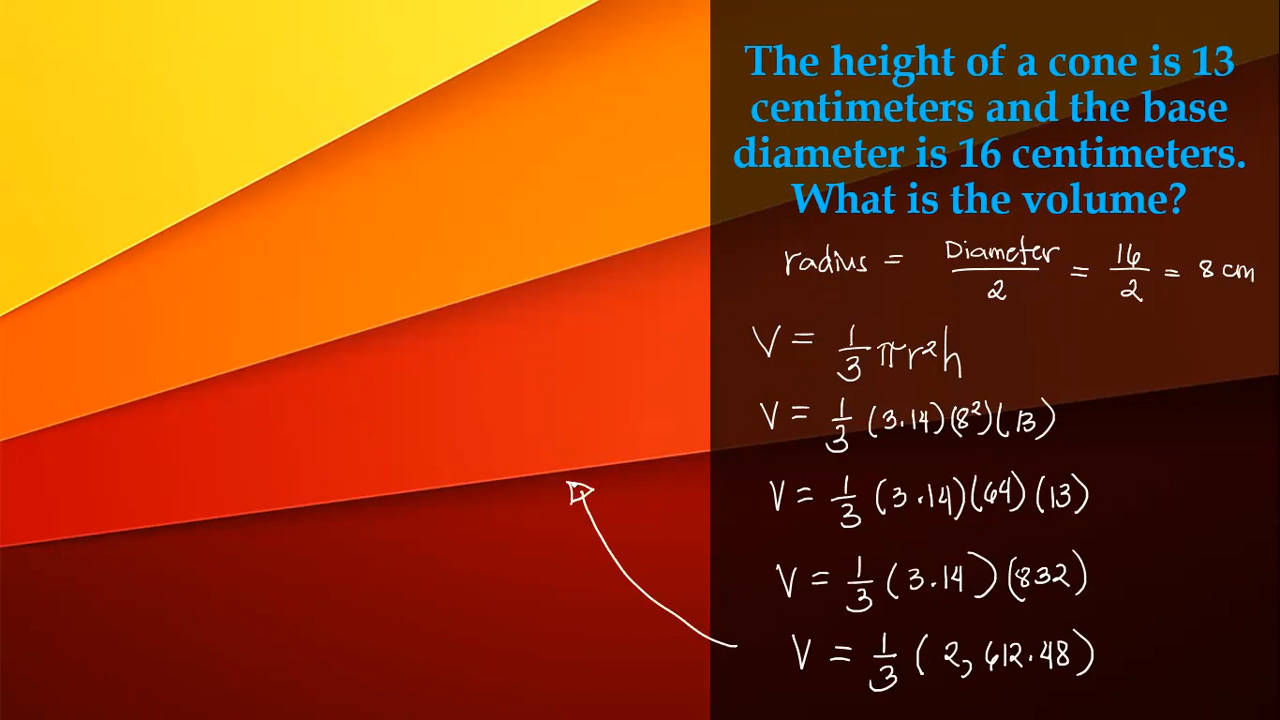 The height of a cone is 13
centimeters and the base
diameter is 16 centimeters.
What is the volume?
radius = Diameter/2 = 16/2 = 8 cm
V = 1/3 πr²h
V = 1/3 (3.14)(8²)(13)
V = 1/3 (3.14)(64)(13)
V = 1/3 (3.14)(832)
V = 1/3 (2,612.48)